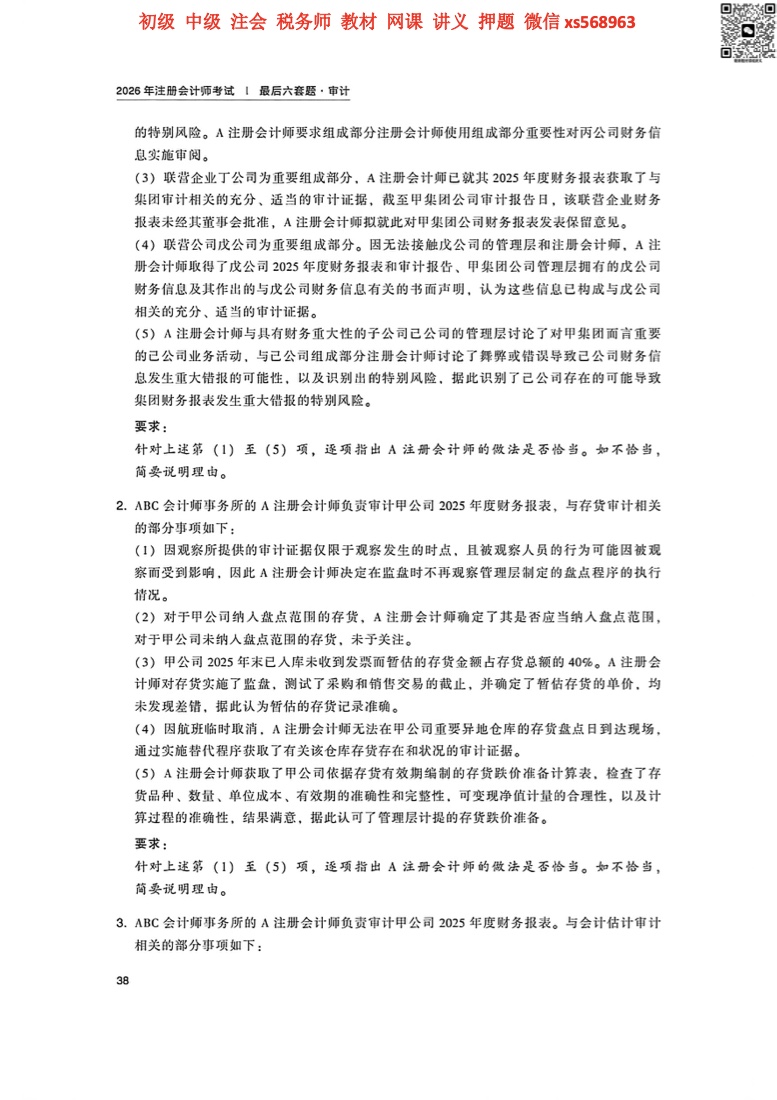 初级 中级 注会 税务师 教材 网课 讲义 押题 微信 xs568963
2026 年注册会计师考试 | 最后六套题·审计
的特别风险。A 注册会计师要求组成部分注册会计师使用组成部分重要性对丙公司财务信
息实施审阅。
(3) 联营企业丁公司为重要组成部分，A 注册会计师已就其 2025 年度财务报表获取了与
集团审计相关的充分、适当的审计证据，截至甲集团公司审计报告日，该联营企业财务
报表未经其董事会批准，A 注册会计师拟就此对甲集团公司财务报表发表保留意见。
(4) 联营公司戊公司为重要组成部分。因无法接触戊公司的管理层和注册会计师，A 注
册会计师取得了戊公司 2025 年度财务报表和审计报告、甲集团公司管理层拥有的戊公司
财务信息及其作出的与戊公司财务信息有关的书面声明，认为这些信息已构成与戊公司
相关的充分、适当的审计证据。
(5) A 注册会计师与具有财务重大性的子公司己公司的管理层讨论了对甲集团而言重要
的己公司业务活动，与己公司组成部分注册会计师讨论了舞弊或错误导致己公司财务信
息发生重大错报的可能性，以及识别出的特别风险，据此识别了己公司存在的可能导致
集团财务报表发生重大错报的特别风险。
要求：
针对上述第 (1) 至 (5) 项，逐项指出 A 注册会计师的做法是否恰当。如不恰当，
简要说明理由。
2. ABC 会计师事务所的 A 注册会计师负责审计甲公司 2025 年度财务报表，与存货审计相关
的部分事项如下：
(1) 因观察所提供的审计证据仅限于观察发生的时点，且被观察人员的行为可能因被观
察而受到影响，因此 A 注册会计师决定在监盘时不再观察管理层制定的盘点程序的执行
情况。
(2) 对于甲公司纳入盘点范围的存货，A 注册会计师确定了其是否应当纳入盘点范围，
对于甲公司未纳入盘点范围的存货，未予关注。
(3) 甲公司 2025 年末已入库未收到发票而暂估的存货金额占存货总额的 40%。A 注册会
计师对存货实施了监盘，测试了采购和销售交易的截止，并确定了暂估存货的单价，均
未发现差错，据此认为暂估的存货记录准确。
(4) 因航班临时取消，A 注册会计师无法在甲公司重要异地仓库的存货盘点日到达现场，
通过实施替代程序获取了有关该仓库存货存在和状况的审计证据。
(5) A 注册会计师获取了甲公司依据存货有效期编制的存货跌价准备计算表，检查了存
货品种、数量、单位成本、有效期的准确性和完整性，可变现净值计量的合理性，以及计
算过程的准确性，结果满意，据此认可了管理层计提的存货跌价准备。
要求：
针对上述第 (1) 至 (5) 项，逐项指出 A 注册会计师的做法是否恰当。如不恰当，
简要说明理由。
3. ABC 会计师事务所的 A 注册会计师负责审计甲公司 2025 年度财务报表。与会计估计审计
相关的部分事项如下：
38